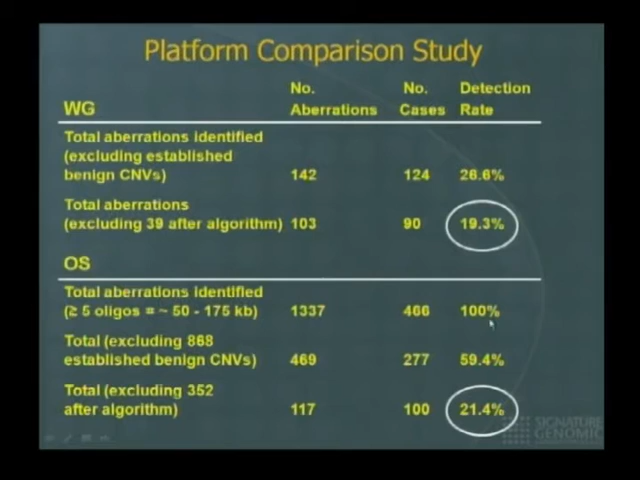 Platform Comparison Study
No. No. Detection
WG Aberrations Cases Rate
Total aberrations identified
(excluding established
benign CNVs) 142 124 26.6%
Total aberrations
(excluding 39 after algorithm) 103 90 19.3%
OS
Total aberrations identified
(≥ 5 oligos = ~ 50 - 175 kb) 1337 466 100%
Total (excluding 868
established benign CNVs) 469 277 59.4%
Total (excluding 352
after algorithm) 117 100 21.4%
SIGNATURE
GENOMIC